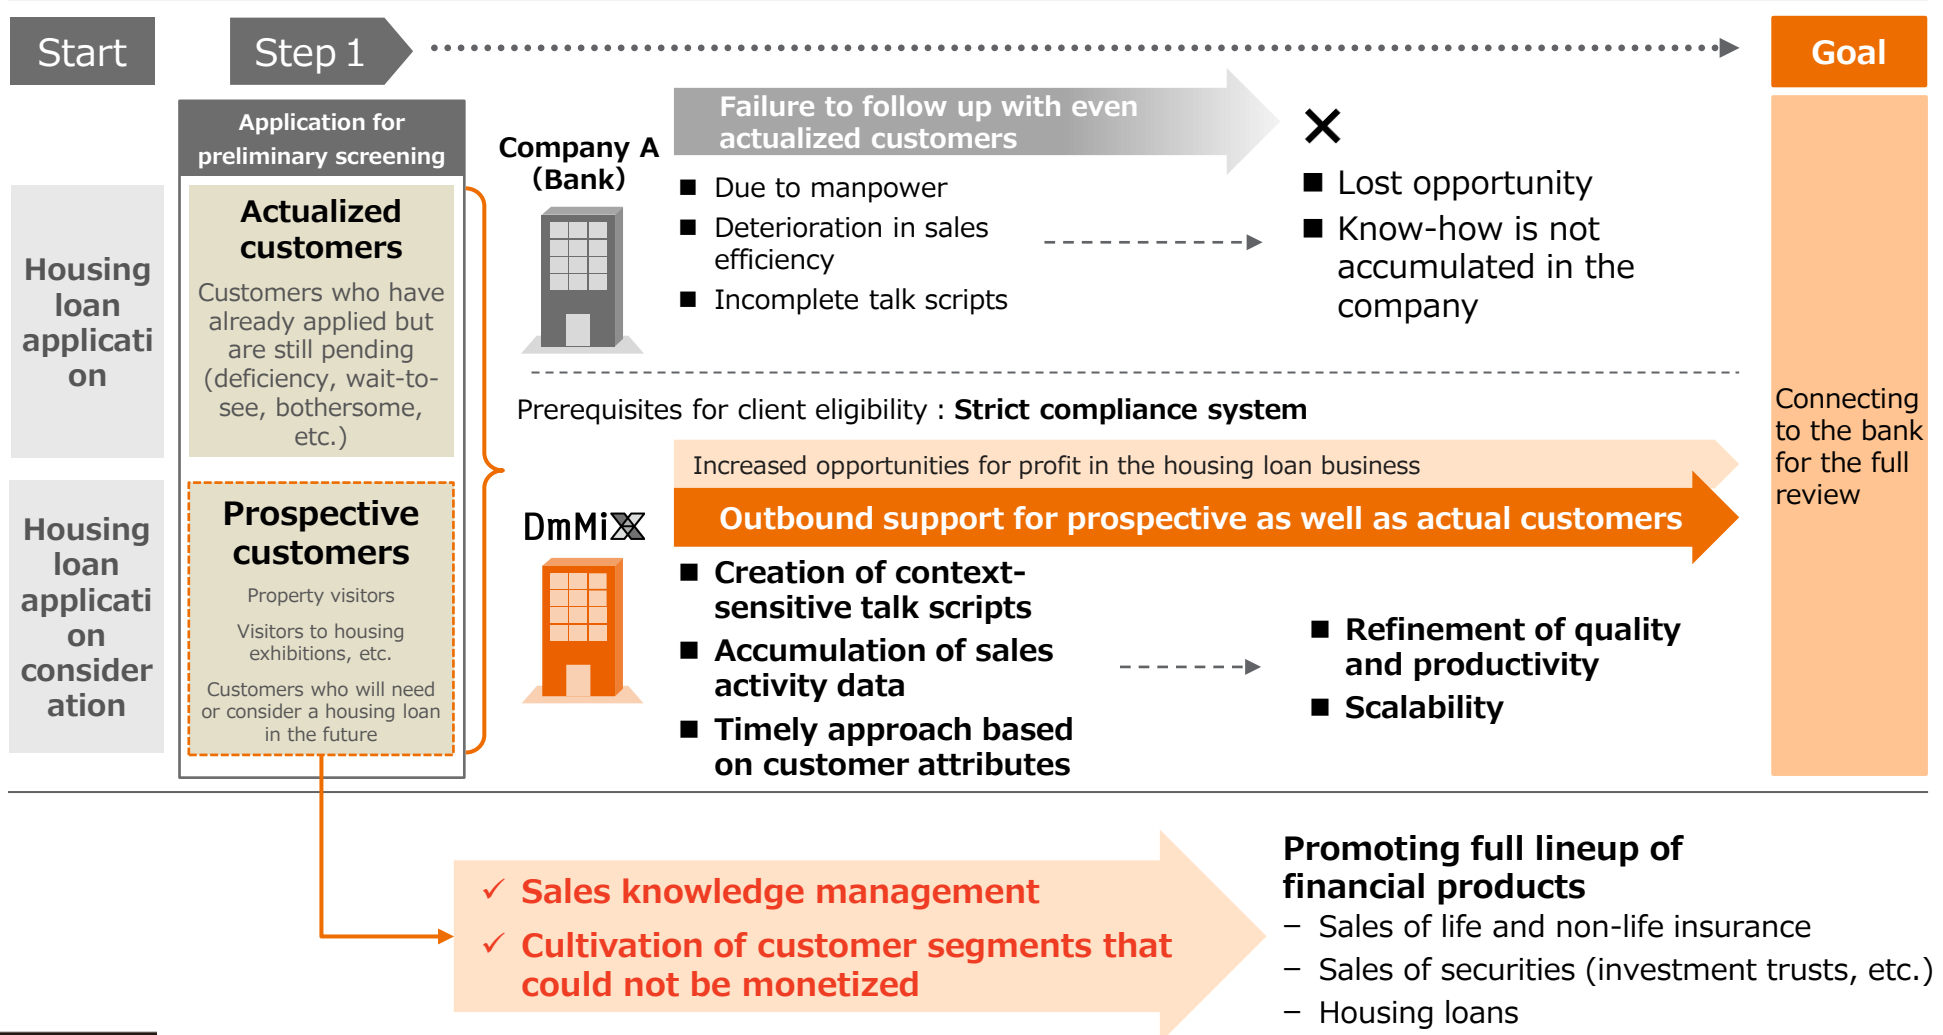 Start
Step 1
Goal
Application for
preliminary screening
Housing
loan
applicati
on
Actualized
customers
Customers who have
already applied but
are still pending
(deficiency, wait-to-
see, bothersome,
etc.)
Housing
loan
applicati
on
consider
ation
Prospective
customers
Property visitors
Visitors to housing
exhibitions, etc.
Customers who will need
or consider a housing loan
in the future
Company A
(Bank)
Failure to follow up with even
actualized customers
■ Due to manpower
■ Deterioration in sales
efficiency
■ Incomplete talk scripts
×
■ Lost opportunity
■ Know-how is not
accumulated in the
company
Prerequisites for client eligibility : Strict compliance system
Increased opportunities for profit in the housing loan business
Outbound support for prospective as well as actual customers
DmMiX
■ Creation of context-
sensitive talk scripts
■ Accumulation of sales
activity data
■ Timely approach based
on customer attributes
■ Refinement of quality
and productivity
■ Scalability
Connecting
to the bank
for the full
review
✓ Sales knowledge management
✓ Cultivation of customer segments that
could not be monetized
Promoting full lineup of
financial products
– Sales of life and non-life insurance
– Sales of securities (investment trusts, etc.)
– Housing loans